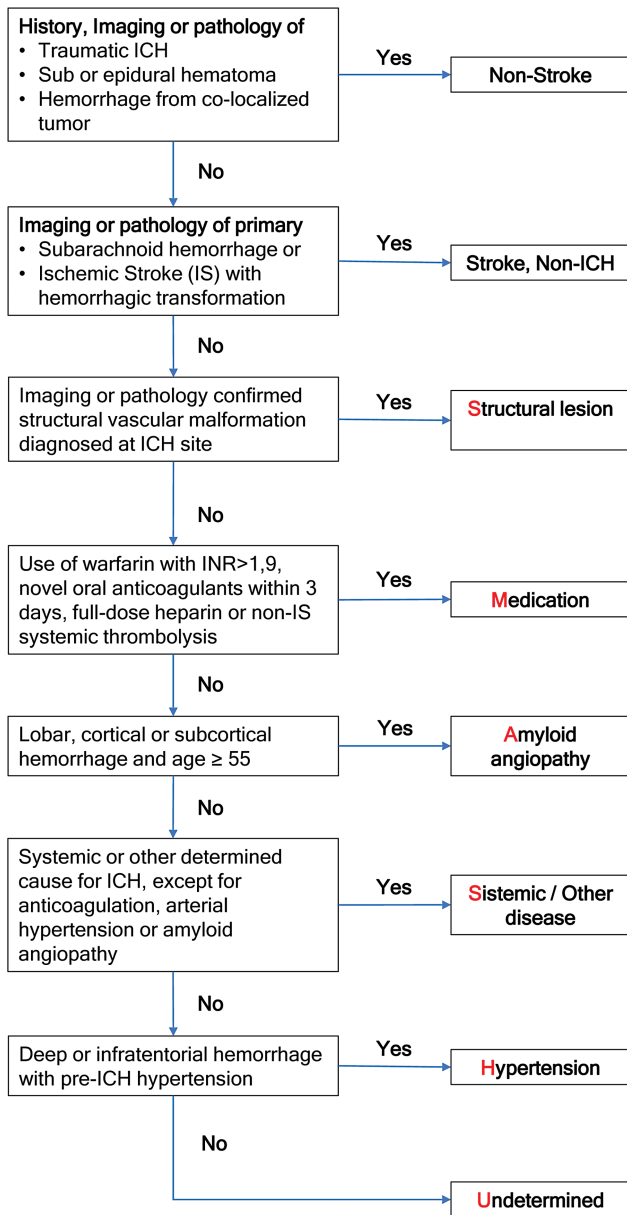 History, Imaging or pathology of
• Traumatic ICH
• Sub or epidural hematoma
• Hemorrhage from co-localized
tumor
Yes
Non-Stroke
No
Imaging or pathology of primary
• Subarachnoid hemorrhage or
• Ischemic Stroke (IS) with
hemorrhagic transformation
Yes
Stroke, Non-ICH
No
Imaging or pathology confirmed
structural vascular malformation
diagnosed at ICH site
Yes
Structural lesion
No
Use of warfarin with INR>1,9,
novel oral anticoagulants within 3
days, full-dose heparin or non-IS
systemic thrombolysis
Yes
Medication
No
Lobar, cortical or subcortical
hemorrhage and age ≥ 55
Yes
Amyloid
angiopathy
No
Systemic or other determined
cause for ICH, except for
anticoagulation, arterial
hypertension or amyloid
angiopathy
Yes
Sistemic / Other
disease
No
Deep or infratentorial hemorrhage
with pre-ICH hypertension
Yes
Hypertension
No
Undetermined